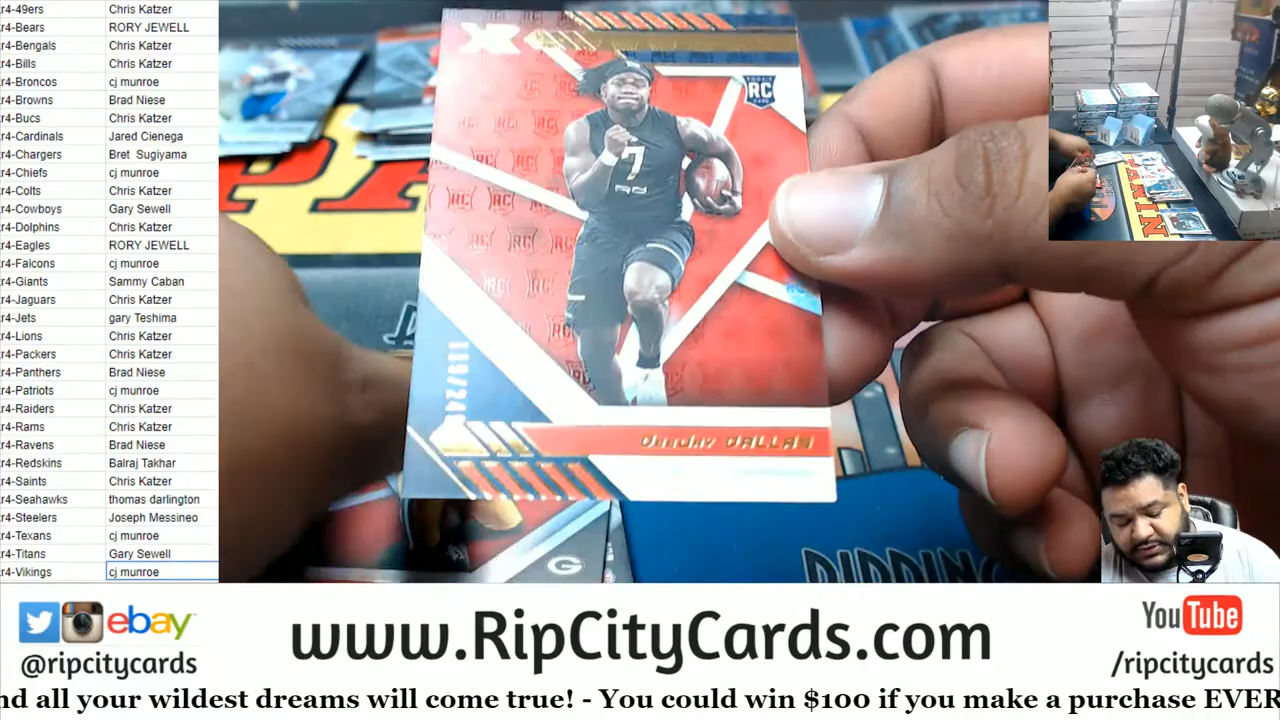 r4-49ers Chris Katzer
r4-Bears RORY JEWELL
r4-Bengals Chris Katzer
r4-Bills Chris Katzer
r4-Broncos cj munroe
r4-Browns Brad Niese
r4-Bucs Chris Katzer
r4-Cardinals Jared Cienega
r4-Chargers Bret Sugiyama
r4-Chiefs cj munroe
r4-Colts Chris Katzer
r4-Cowboys Gary Sewell
r4-Dolphins Chris Katzer
r4-Eagles RORY JEWELL
r4-Falcons cj munroe
r4-Giants Sammy Caban
r4-Jaguars Chris Katzer
r4-Jets gary Teshima
r4-Lions Chris Katzer
r4-Packers Chris Katzer
r4-Panthers Brad Niese
r4-Patriots cj munroe
r4-Raiders Chris Katzer
r4-Rams Chris Katzer
r4-Ravens Brad Niese
r4-Redskins Balraj Takhar
r4-Saints Chris Katzer
r4-Seahawks thomas darlington
r4-Steelers Joseph Messineo
r4-Texans cj munroe
r4-Titans Gary Sewell
r4-Vikings cj munroe
RC
7
DALLAS
G
NIN
ebay
@ripcitycards
www.RipCityCards.com
YouTube
/ripcitycards
nd all your wildest dreams will come true! - You could win $100 if you make a purchase EVER